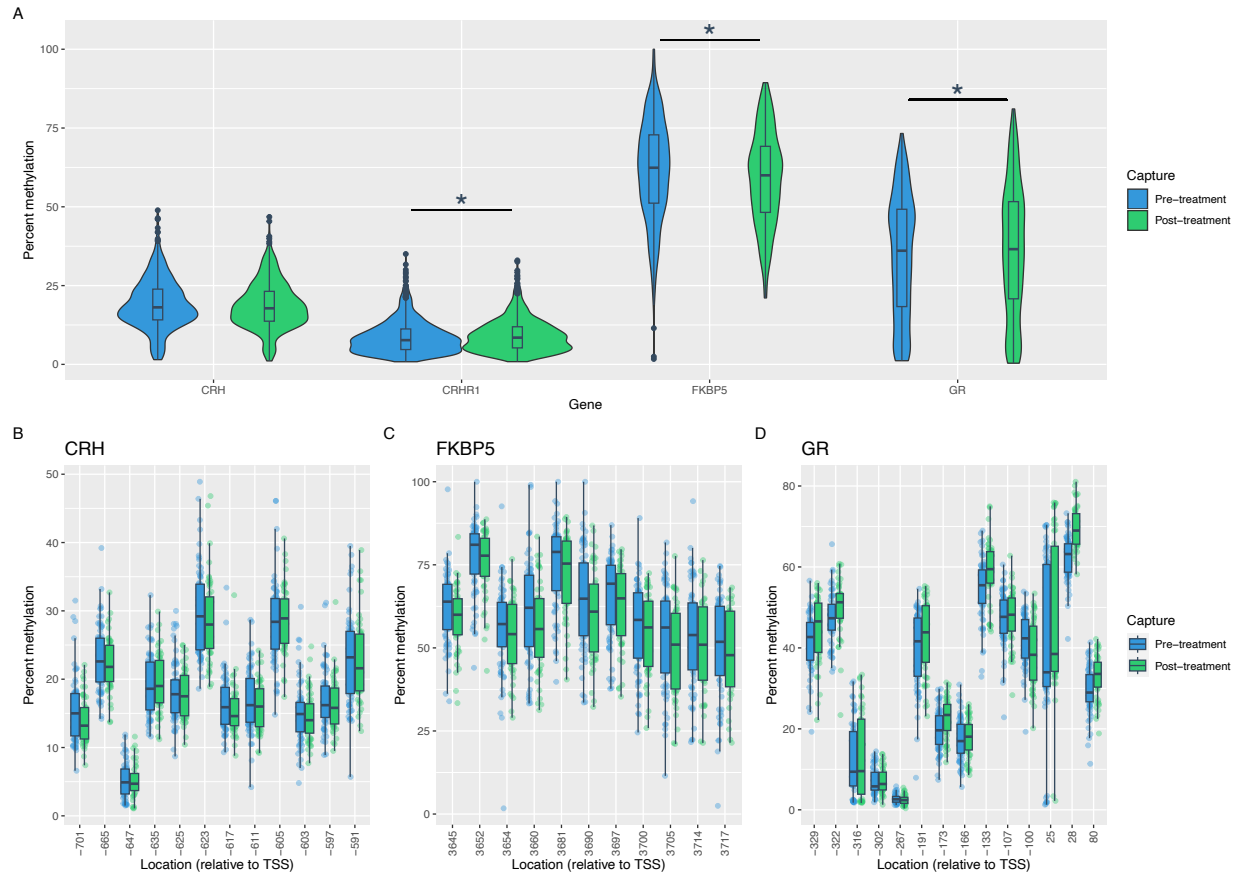 A
Percent methylation
100
75
50
25
0
*
*
*
CRH
CRHR1
FKBP5
GR
Gene
Capture
Pre−treatment
Post−treatment
B
CRH
Percent methylation
50
40
30
20
10
0
−701
−665
−647
−635
−625
−623
−617
−611
−605
−603
−597
−591
Location (relative to TSS)
C
FKBP5
Percent methylation
100
75
50
25
0
3645
3652
3654
3660
3681
3690
3697
3700
3705
3714
3717
Location (relative to TSS)
D
GR
Percent methylation
80
60
40
20
0
−329
−322
−316
−302
−267
−191
−173
−166
−133
−107
−100
25
28
80
Location (relative to TSS)
Capture
Pre−treatment
Post−treatment